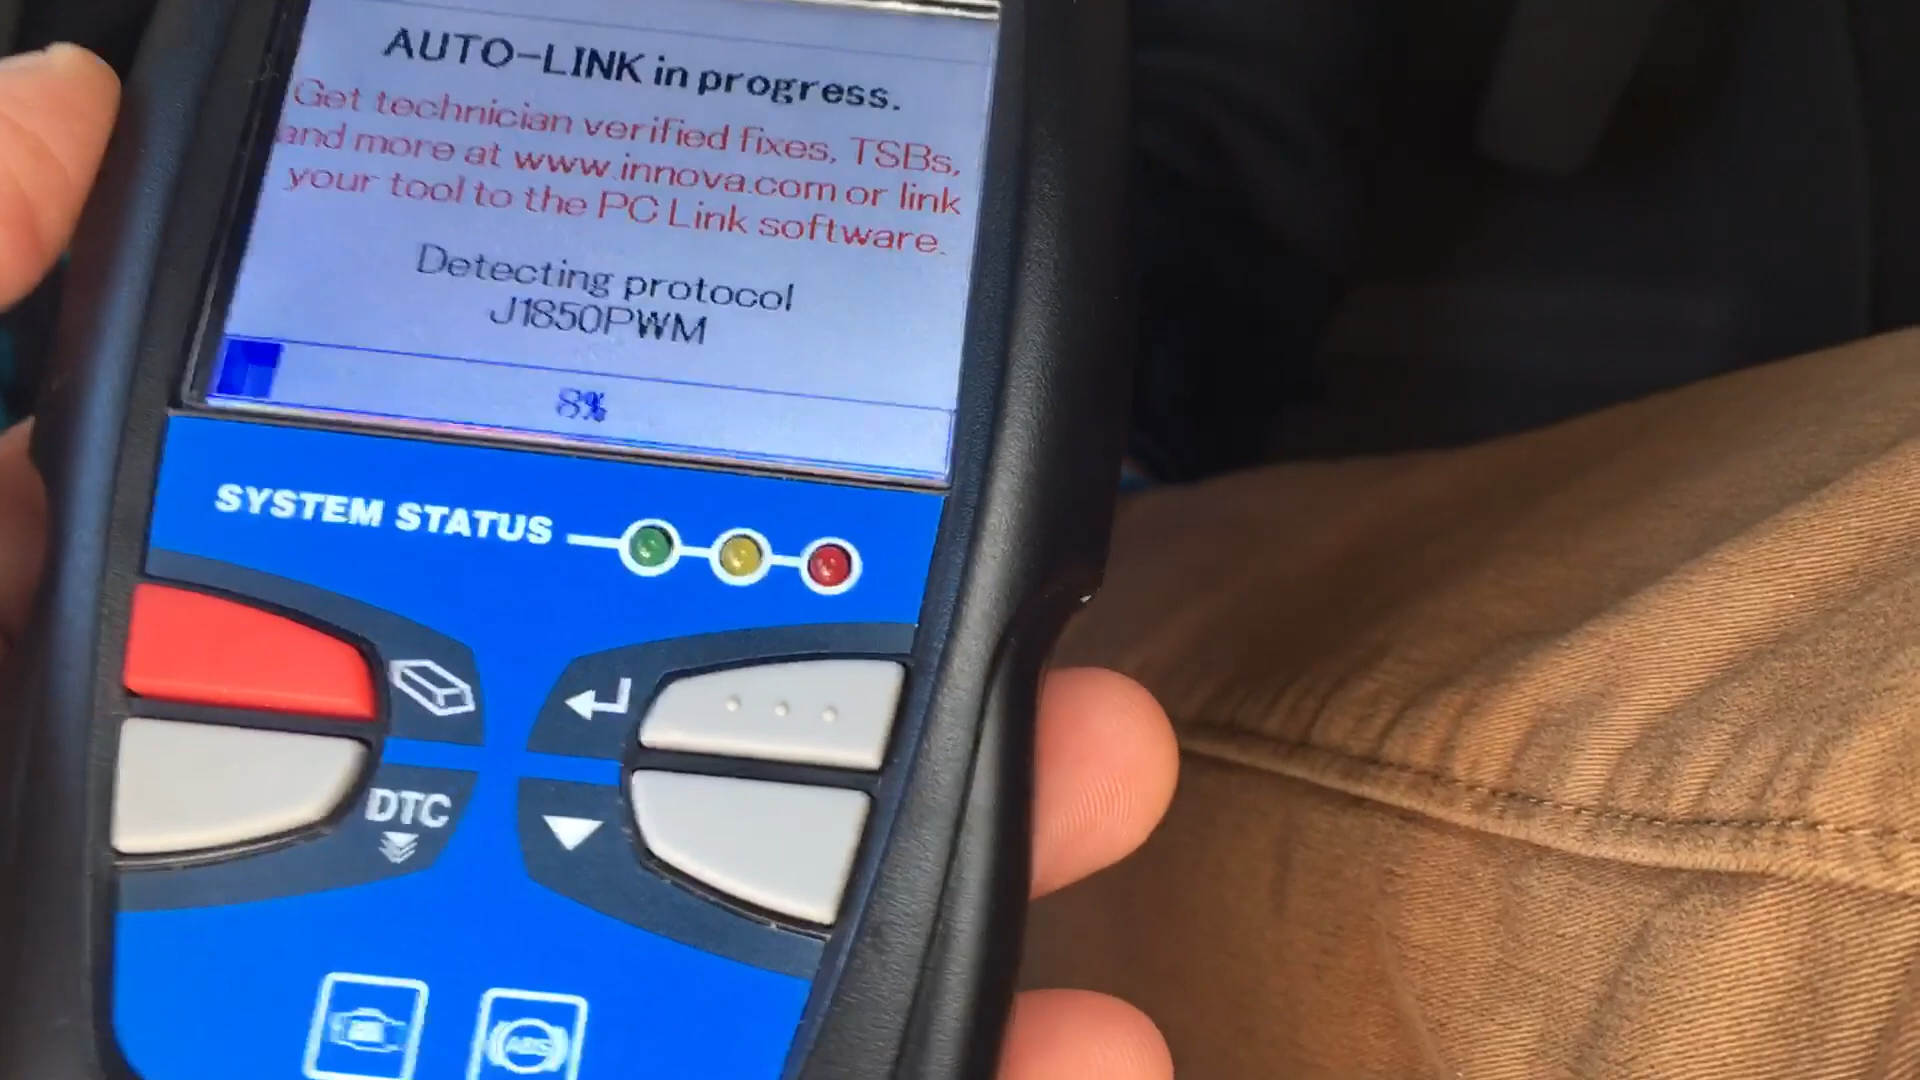 AUTO-LINK in progress.
Get technician verified fixes, TSBs,
and more at www.innova.com or link
your tool to the PC Link software.
Detecting protocol
J1850PWM
8%
SYSTEM STATUS
DTC
ABS